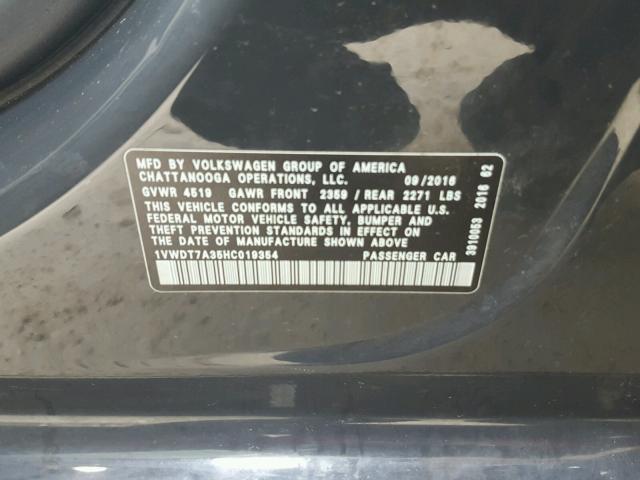 MFD BY VOLKSWAGEN GROUP OF AMERICA
CHATTANOOGA OPERATIONS, LLC. 09/2016
GVWR 4519 GAWR FRONT 2359 / REAR 2271 LBS
THIS VEHICLE CONFORMS TO ALL APPLICABLE U.S.
FEDERAL MOTOR VEHICLE SAFETY, BUMPER AND
THEFT PREVENTION STANDARDS IN EFFECT ON
DATE OF MANUFACTURE SHOWN ABOVE.
1VWDT7A35HC019354 PASSENGER CAR
3910053 2016 02